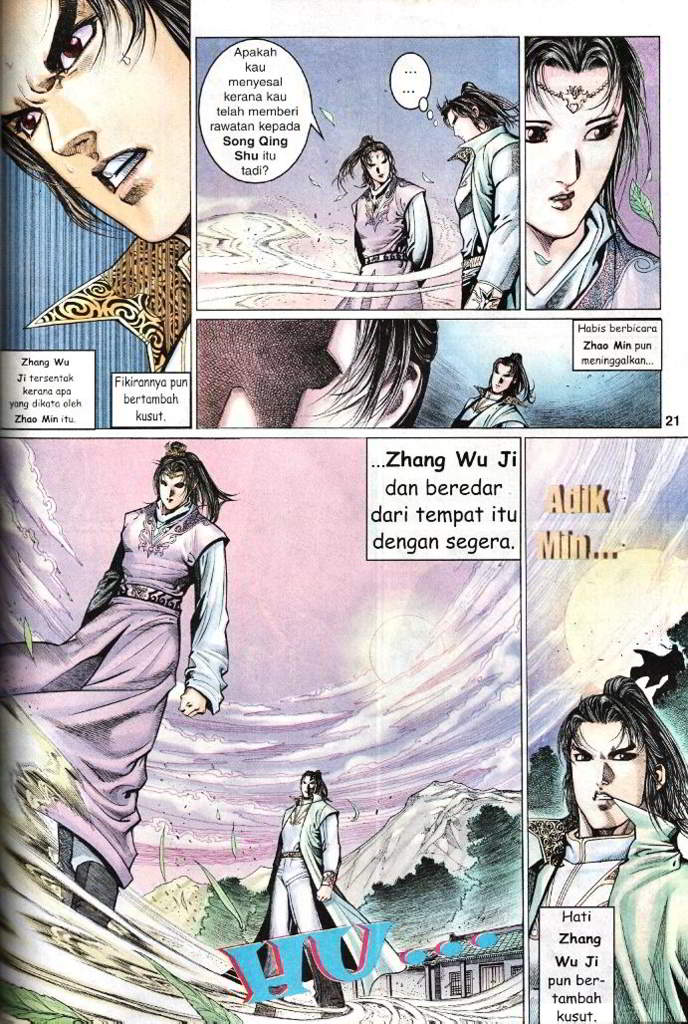 Apakah
kau
menyesal
kerana kau
telah memberi
rawatan kepada
Song Qing
Shu itu
tadi?
...
...
Zhang Wu
Ji tersentak
kerana apa
yang dikata oleh
Zhao Min itu.
Fikirannya pun
bertambah
kusut.
Habis berbicara
Zhao Min pun
meninggalkan...
21
...Zhang Wu Ji
dan beredar
dari tempat itu
dengan segera.
HU...
Adik
Min...
Hati
Zhang
Wu Ji
pun ber-
tambah
kusut.